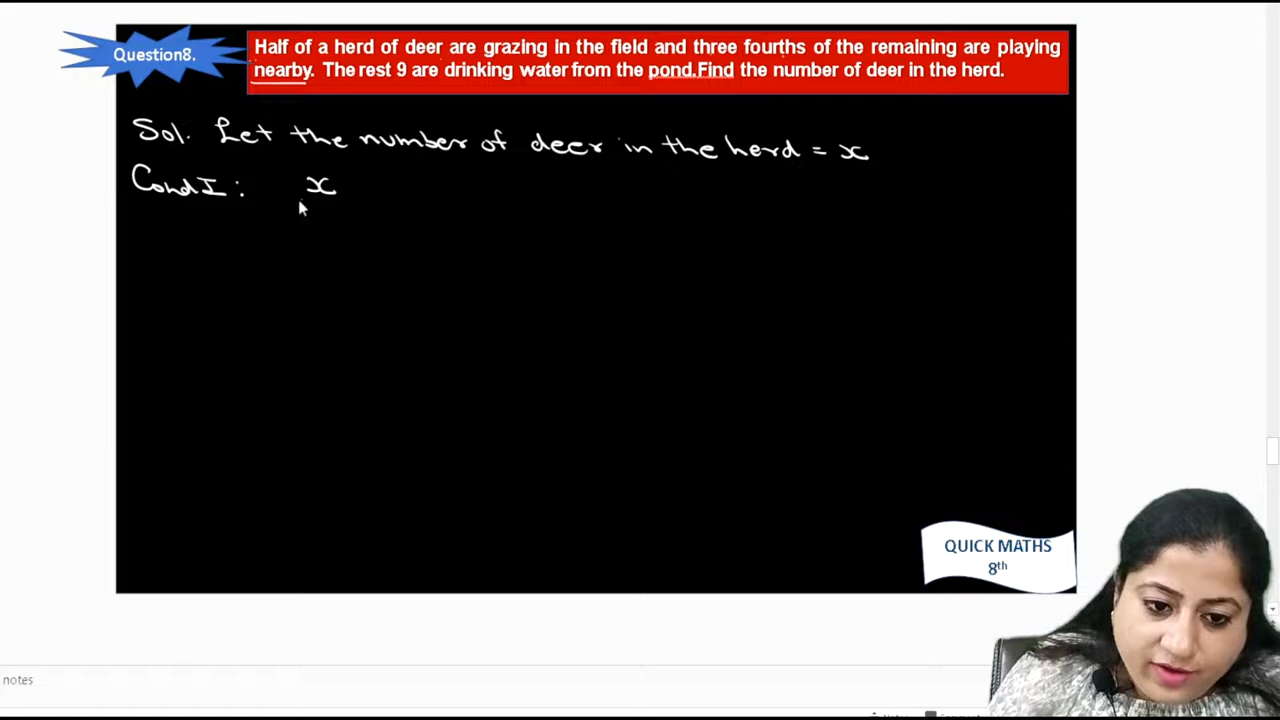 Question8.
Half of a herd of deer are grazing in the field and three fourths of the remaining are playing
nearby. The rest 9 are drinking water from the pond.Find the number of deer in the herd.
Sol. Let the number of deer in the herd = x
Cond I : x
QUICK MATHS
8th
notes